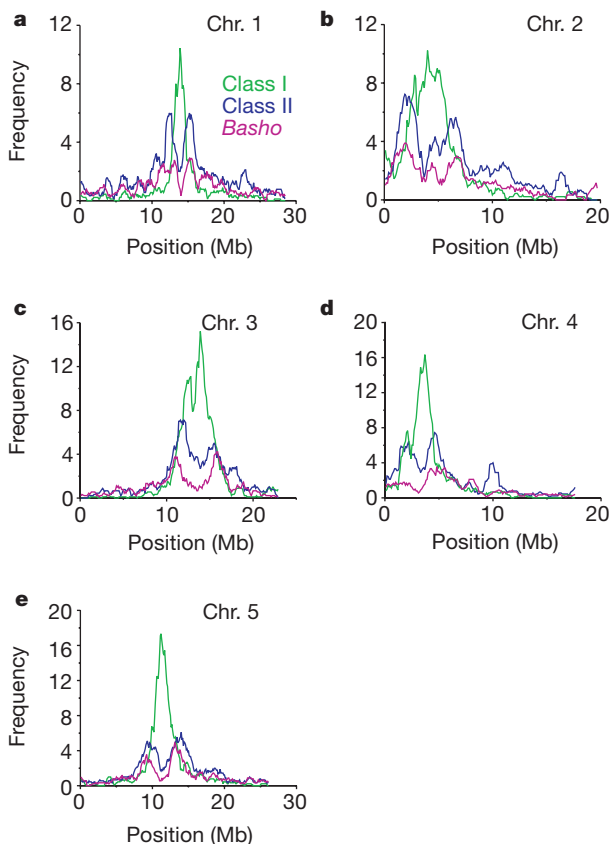 a Chr. 1
12
8
4
0
Frequency
Class I
Class II
Basho
0 10 20 30
Position (Mb)
b Chr. 2
12
8
4
0
0 10 20
Position (Mb)
c Chr. 3
16
12
8
4
0
Frequency
0 10 20
Position (Mb)
d Chr. 4
20
16
12
8
4
0
0 10 20
Position (Mb)
e Chr. 5
20
16
12
8
4
0
Frequency
0 10 20 30
Position (Mb)